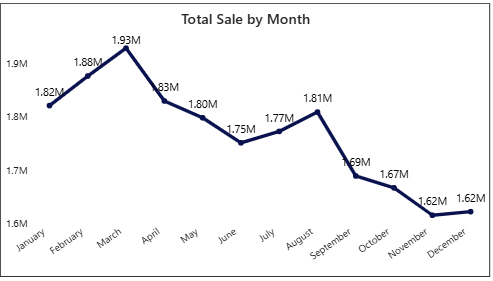 Total Sale by Month
1.9M
1.8M
1.7M
1.6M
1.82M
1.88M
1.93M
1.83M
1.80M
1.75M
1.77M
1.81M
1.69M
1.67M
1.62M
1.62M
January
February
March
April
May
June
July
August
September
October
November
December